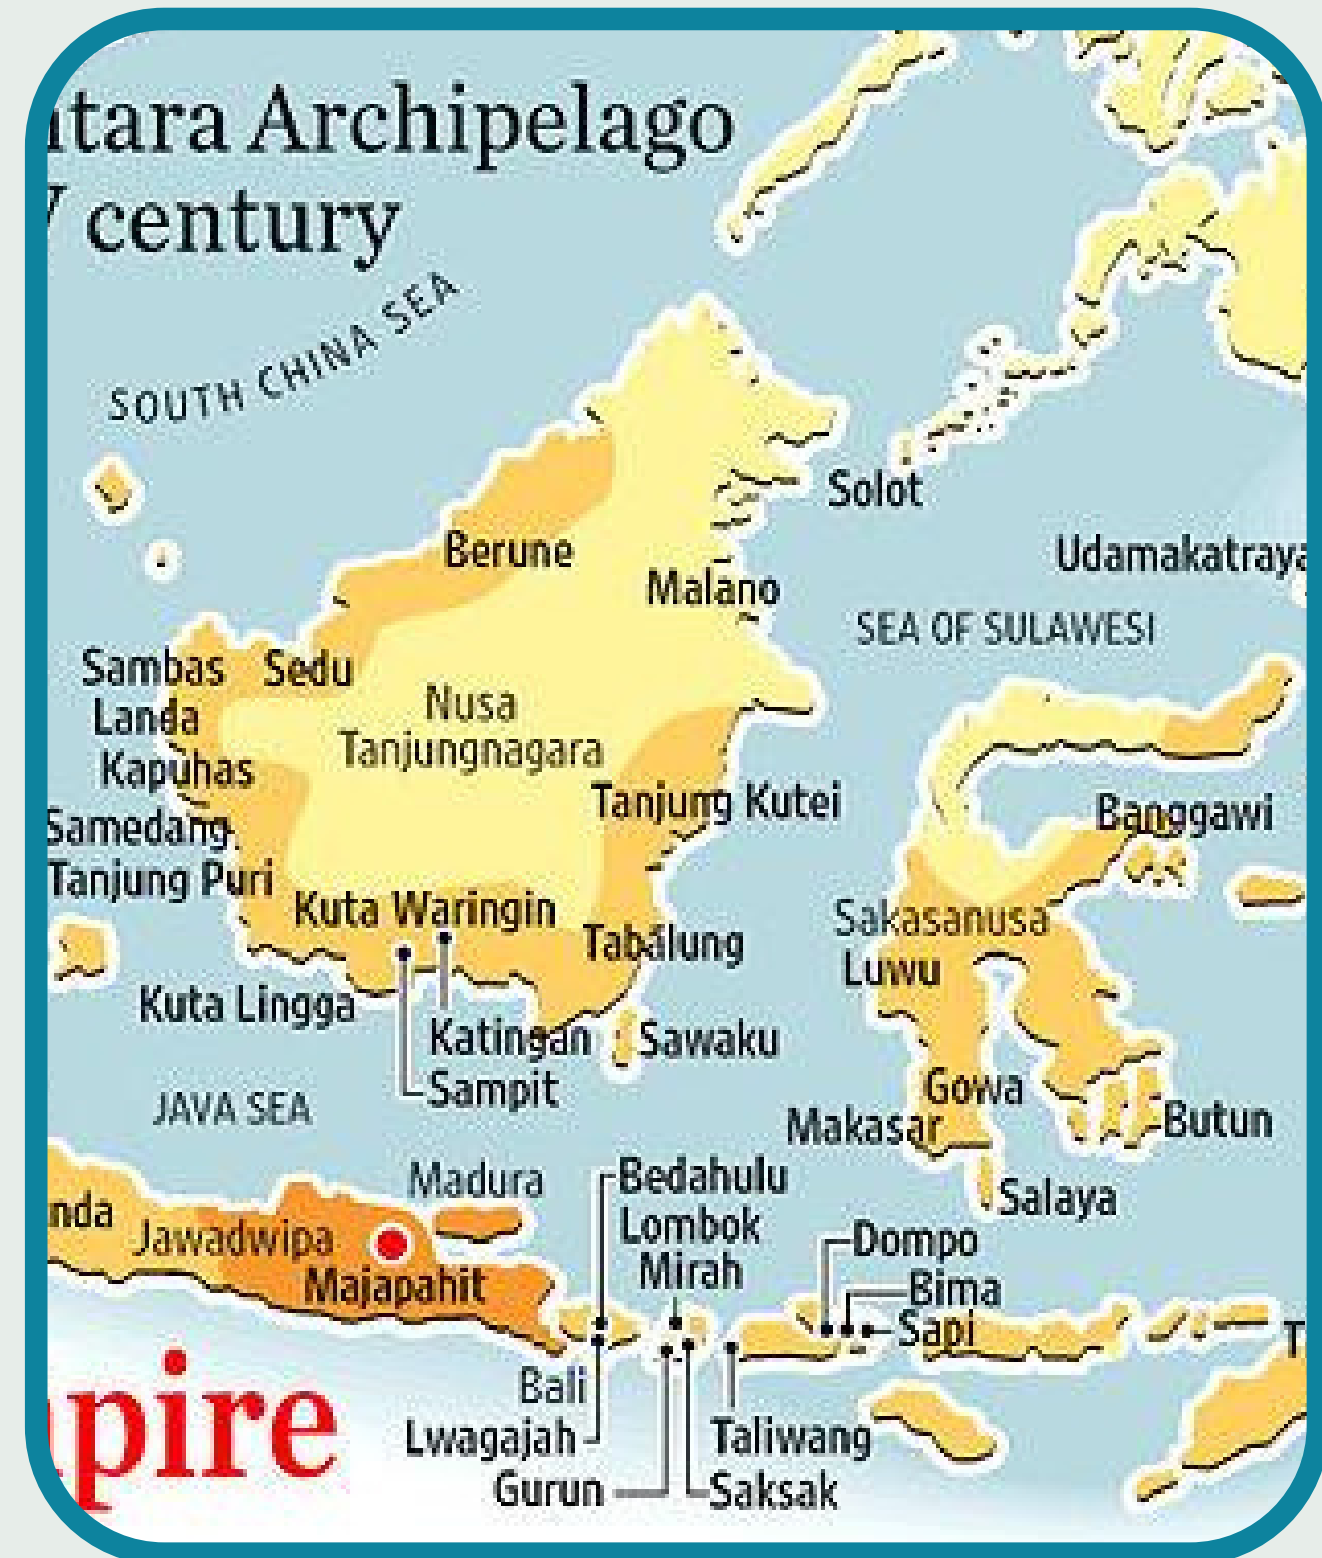 tara Archipelago
century
SOUTH CHINA SEA
Solot
Berune
Udamakatraya
Malano
SEA OF SULAWESI
Sambas
Sedu
Landa
Nusa
Tanjungnagara
Kapuhas
Tanjung Kutei
Banggawi
Samedang
Tanjung Puri
Kuta Waringin
Sakasanusa
Tabalung
Luwu
Kuta Lingga
Katingan
Sawaku
Sampit
Gowa
JAVA SEA
Makasar
Butun
Madura
Bedahulu
Salaya
nda
Lombok
Jawadwipa
Dompo
Mirah
Majapahit
Bima
Sapi
T
Bali
pire
Lwagajah
Taliwang
Gurun
Saksak